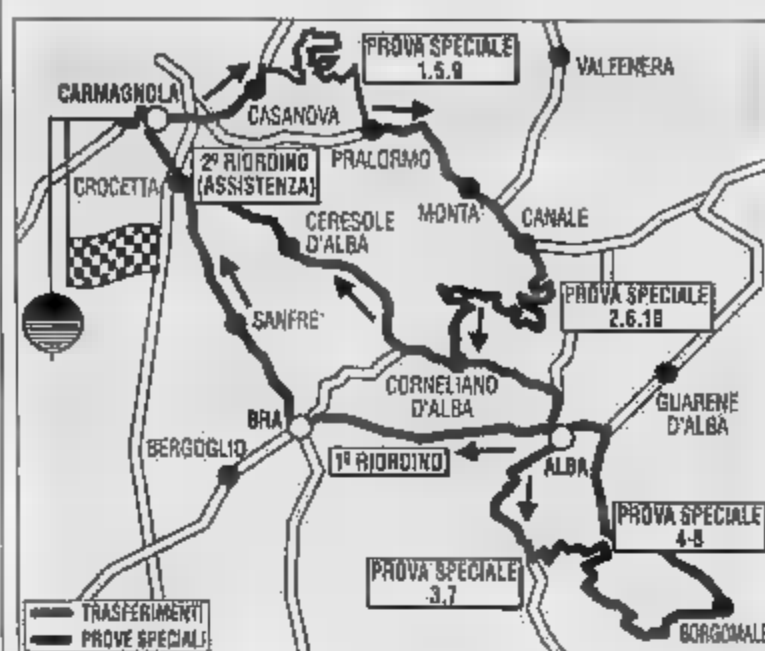 PROVA SPECIALE
1.5.9
VALFENERA
CARMAGNOLA
CASANOVA
PRALORMO
2º RIORDINO
(ASSISTENZA)
CROCETTA
MONTA'
CANALE
CERESOLE
D'ALBA
PROVA SPECIALE
2.6.10
SANFRE'
CORNELIANO
D'ALBA
GUARENE
D'ALBA
BRA
BERGOGLIO
1º RIORDINO
ALBA
PROVA SPECIALE
4-8
PROVA SPECIALE
3.7
TRASFERIMENTI
PROVE SPECIALI
BORGOMALE